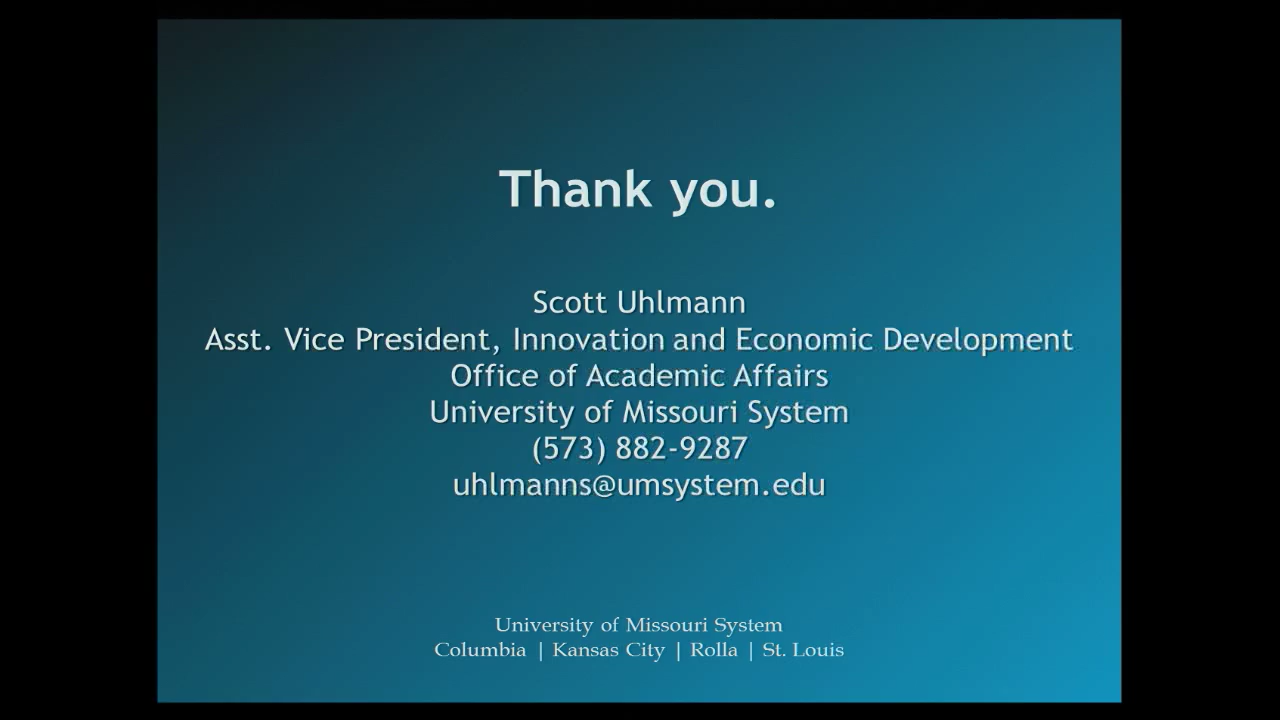 Thank you.
Scott Uhlmann
Asst. Vice President, Innovation and Economic Development
Office of Academic Affairs
University of Missouri System
(573) 882-9287
uhlmanns@umsystem.edu
University of Missouri System
Columbia | Kansas City | Rolla | St. Louis